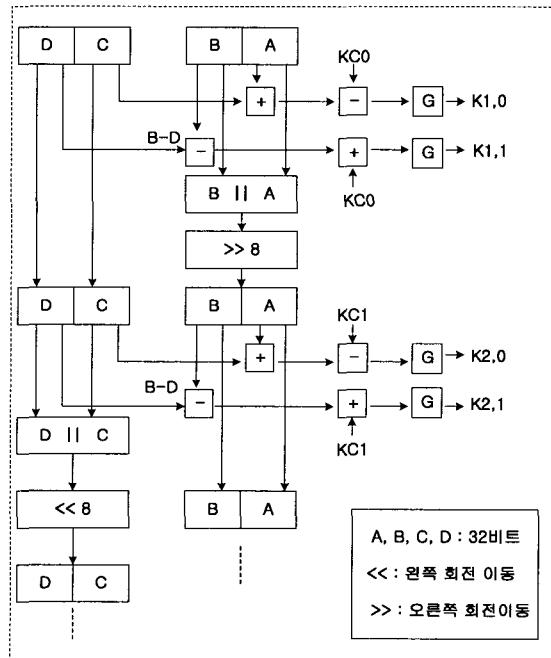 D C B A
KC0
+ − G K1,0
B-D
− + G K1,1
KC0
B || A
>> 8
D C B A
KC1
+ − G K2,0
B-D
− + G K2,1
KC1
D || C
<< 8
B A
D C
A, B, C, D : 32비트
<< : 왼쪽 회전 이동
>> : 오른쪽 회전이동